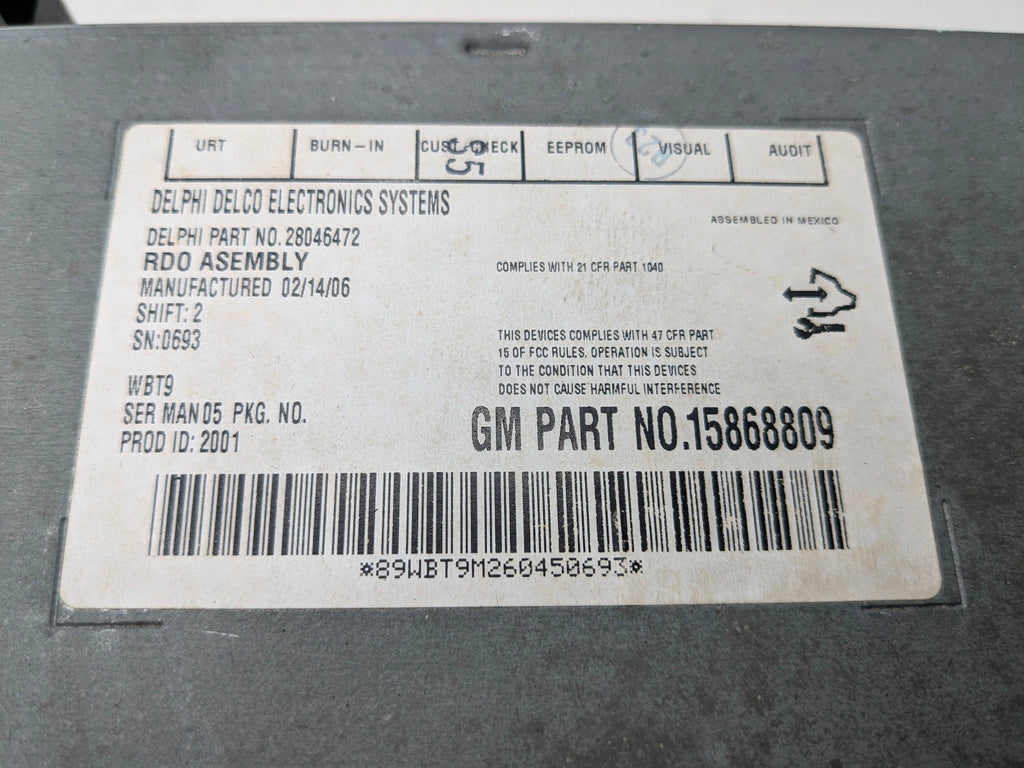 URT BURN-IN CUST CHECK EEPROM VISUAL AUDIT
95
R23
DELPHI DELCO ELECTRONICS SYSTEMS
ASSEMBLED IN MEXICO
DELPHI PART NO. 28046472
RDO ASEMBLY
COMPLIES WITH 21 CFR PART 1040
MANUFACTURED 02/14/06
SHIFT: 2
SN:0693
THIS DEVICES COMPLIES WITH 47 CFR PART
15 OF FCC RULES. OPERATION IS SUBJECT
TO THE CONDITION THAT THIS DEVICES
DOES NOT CAUSE HARMFUL INTERFERENCE
WBT9
SER MAN05 PKG. NO.
PROD ID: 2001
GM PART NO.15868809
*89WBT9M260450693*